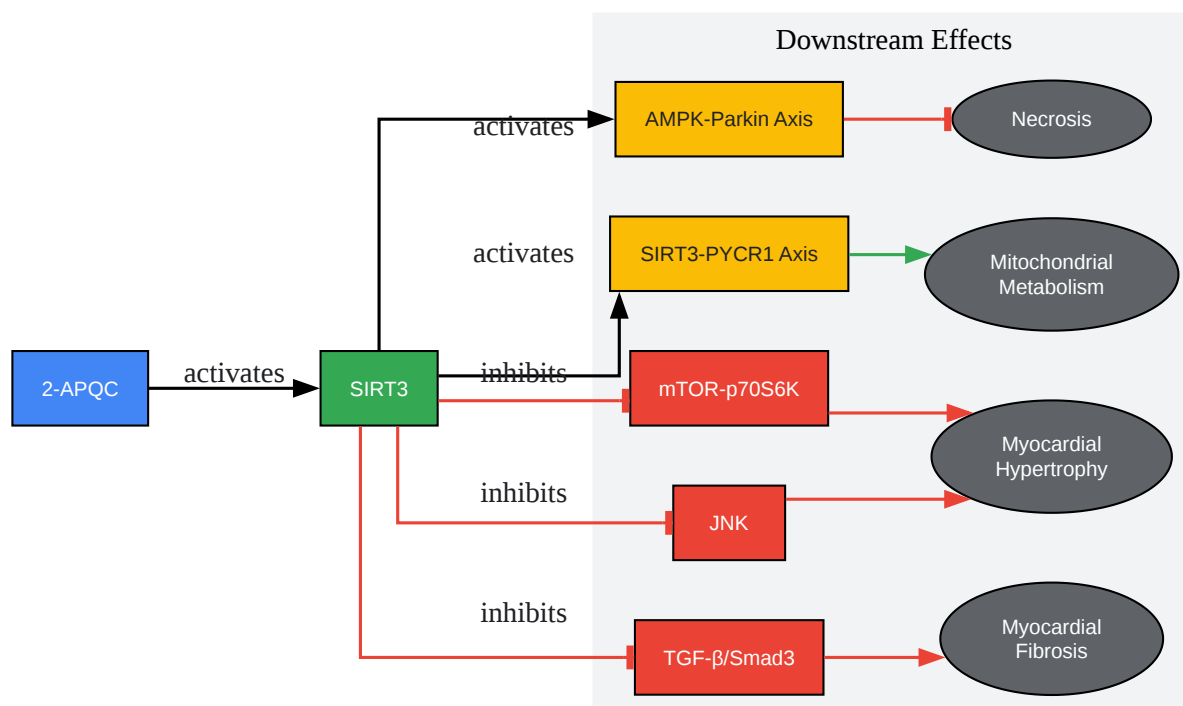 Downstream Effects
activates
AMPK-Parkin Axis
Necrosis
activates
SIRT3-PYCR1 Axis
Mitochondrial
Metabolism
2-APQC
activates
SIRT3
inhibits
mTOR-p70S6K
Myocardial
Hypertrophy
inhibits
JNK
inhibits
TGF-β/Smad3
Myocardial
Fibrosis